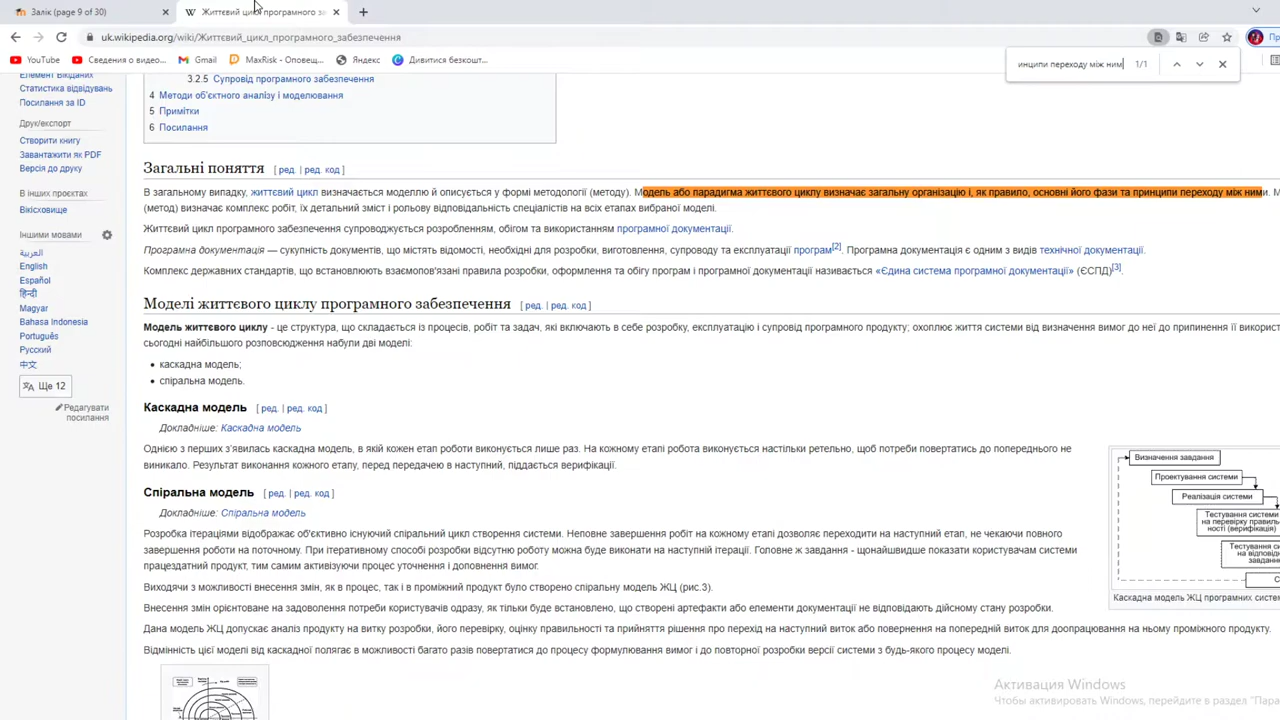 Залік (page 9 of 30)
Життєвий цикл програмного за
uk.wikipedia.org/wiki/Життєвий_цикл_програмного_забезпечення
YouTube
Сведения о видео...
Gmail
MaxRisk - Оповещ...
Яндекс
Дивитися безкошт...
инципи переходу між ним
1/1
Статистика відвідувань
Посилання за ID
Друк/експорт
Створити книгу
Завантажити як PDF
Версія до друку
В інших проєктах
Вікісховище
Іншими мовами
العربية
English
Español
हिन्दी
Magyar
Bahasa Indonesia
Português
Русский
中文
Ще 12
Редагувати
посилання
3.2.5 Супровід програмного забезпечення
4 Методи об'єктного аналізу і моделювання
5 Примітки
6 Посилання
Загальні поняття [ ред. | ред. код ]
В загальному випадку, життєвий цикл визначається моделлю й описується у формі методології (методу). Модель або парадигма життєвого циклу визначає загальну організацію і, як правило, основні його фази та принципи переходу між ними. М
(метод) визначає комплекс робіт, їх детальний зміст і рольову відповідальність спеціалістів на всіх етапах вибраної моделі.
Життєвий цикл програмного забезпечення супроводжується розробленням, обігом та використанням програмної документації.
Програмна документація — сукупність документів, що містять відомості, необхідні для розробки, виготовлення, супроводу та експлуатації програм[2]. Програмна документація є одним з видів технічної документації.
Комплекс державних стандартів, що встановлюють взаємопов'язані правила розробки, оформлення та обігу програм і програмної документації називається «Єдина система програмної документації» (ЄСПД)[3].
Моделі життєвого циклу програмного забезпечення [ ред. | ред. код ]
Модель життєвого циклу - це структура, що складається із процесів, робіт та задач, які включають в себе розробку, експлуатацію і супровід програмного продукту; охоплює життя системи від визначення вимог до неї до припинення її викорис
сьогодні найбільшого розповсюдження набули дві моделі:
• каскадна модель;
• спіральна модель.
Каскадна модель [ ред. | ред. код ]
Докладніше: Каскадна модель
Однією з перших з'явилась каскадна модель, в якій кожен етап роботи виконується лише раз. На кожному етапі робота виконується настільки ретельно, щоб потреби повертатись до попереднього не
виникало. Результат виконання кожного етапу, перед передачею в наступний, піддається верифікації.
Визначення завдання
Проектування системи
Реалізація системи
Тестування системи
на перевірку правиль-
ності (верифікація)
Тестування си
на відповідн
завданн
С
Каскадна модель ЖЦ програмних систем
Спіральна модель [ ред. | ред. код ]
Докладніше: Спіральна модель
Розробка ітераціями відображає об'єктивно існуючий спіральний цикл створення системи. Неповне завершення робіт на кожному етапі дозволяє переходити на наступний етап, не чекаючи повного
завершення роботи на поточному. При ітеративному способі розробки відсутню роботу можна буде виконати на наступній ітерації. Головне ж завдання - щонайшвидше показати користувачам системи
працездатний продукт, тим самим активізуючи процес уточнення і доповнення вимог.
Виходячи з можливості внесення змін, як в процес, так і в проміжний продукт було створено спіральну модель ЖЦ (рис.3).
Внесення змін орієнтоване на задоволення потреби користувачів одразу, як тільки буде встановлено, що створені артефакти або елементи документації не відповідають дійсному стану розробки.
Дана модель ЖЦ допускає аналіз продукту на витку розробки, його перевірку, оцінку правильності та прийняття рішення про перехід на наступний виток або повернення на попередній виток для доопрацювання на ньому проміжного продукту.
Відмінність цієї моделі від каскадної полягає в можливості багато разів повертатися до процесу формулювання вимог і до повторної розробки версії системи з будь-якого процесу моделі.
Активация Windows
Чтобы активировать Windows, перейдите в раздел "Пара